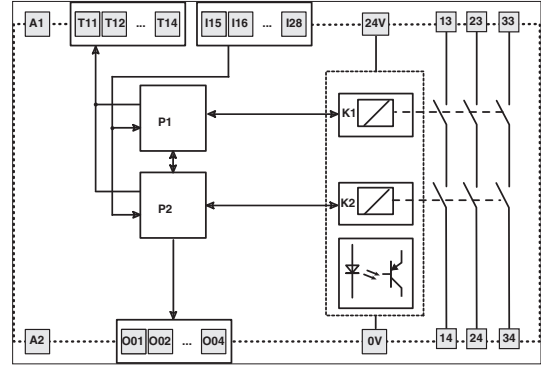 A1 T11 T12 ... T14 I15 I16 ... I28 24V 13 23 33
P1 K1
P2 K2
A2 O01 O02 ... O04 0V 14 24 34